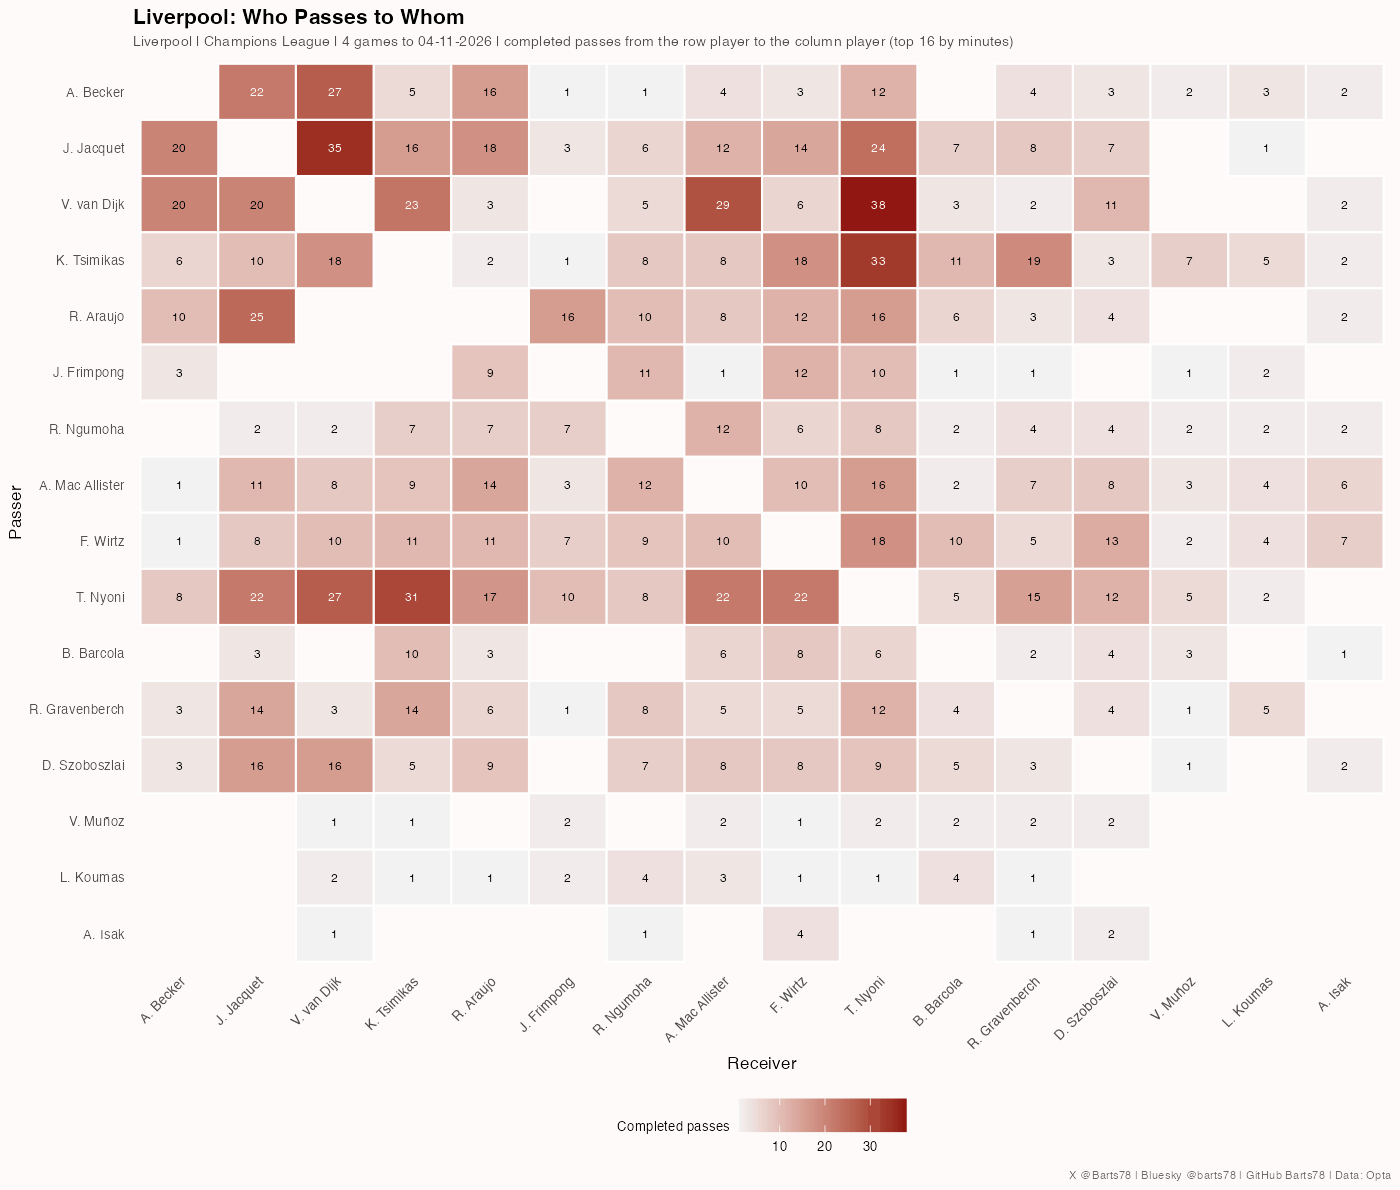 Liverpool: Who Passes to Whom
Liverpool | Champions League | 4 games to 04-11-2026 | completed passes from the row player to the column player (top 16 by minutes)
A. Becker 22 27 5 16 1 1 4 3 12 4 3 2 3 2
J. Jacquet 20 35 16 18 3 6 12 14 24 7 8 7 1
V. van Dijk 20 20 23 3 5 29 6 38 3 2 11 2
K. Tsimikas 6 10 18 2 1 8 8 18 33 11 19 3 7 5 2
R. Araujo 10 25 16 10 8 12 16 6 3 4 2
J. Frimpong 3 9 11 1 12 10 1 1 1 2
R. Ngumoha 2 2 7 7 7 12 6 8 2 4 4 2 2 2
A. Mac Allister 1 11 8 9 14 3 12 10 16 2 7 8 3 4 6
F. Wirtz 1 8 10 11 11 7 9 10 18 10 5 13 2 4 7
T. Nyoni 8 22 27 31 17 10 8 22 22 5 15 12 5 2
B. Barcola 3 10 3 6 8 6 2 4 3 1
R. Gravenberch 3 14 3 14 6 1 8 5 5 12 4 4 1 5
D. Szoboszlai 3 16 16 5 9 7 8 8 9 5 3 1 2
V. Muñoz 1 1 2 2 1 2 2 2 2
L. Koumas 2 1 1 2 4 3 1 1 4 1
A. Isak 1 1 4 1 2
Passer
A. Becker J. Jacquet V. van Dijk K. Tsimikas R. Araujo J. Frimpong R. Ngumoha A. Mac Allister F. Wirtz T. Nyoni B. Barcola R. Gravenberch D. Szoboszlai V. Muñoz L. Koumas A. Isak
Receiver
Completed passes
10 20 30
X @Barts78 | Bluesky @barts78 | GitHub Barts78 | Data: Opta